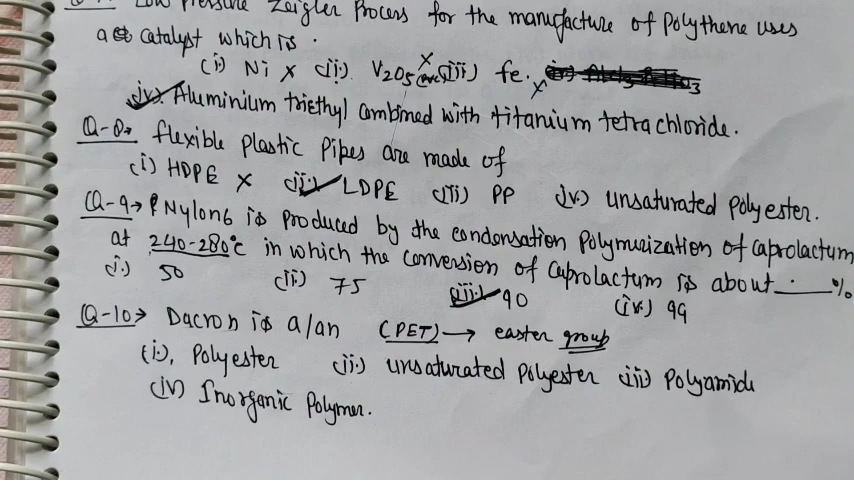 Low Pressure Zeigler Process for the manufacture of Polythene uses
a catalyst which is .
(i) Ni x (ii). V2O5 x (iii) fe. x
(iv). Aluminium triethyl combined with titanium tetrachloride.
Q-8→ flexible plastic Pipes are made of
(i) HDPE x (ii) LDPE (iii) PP (iv.) unsaturated Polyester.
Q-9→ Nylon6 is produced by the condensation Polymurization of caprolactum
at 240-280°C in which the conversion of Caprolactum is about ____ %
(i.) 50 (ii) 75 (iii.) 90 (iv.) 99
Q-10→ Dacron is a/an (PET) → easter group
(i), Polyester (ii.) unsaturated Polyester (iii) Polyamide
(iv) Inorganic Polymer.